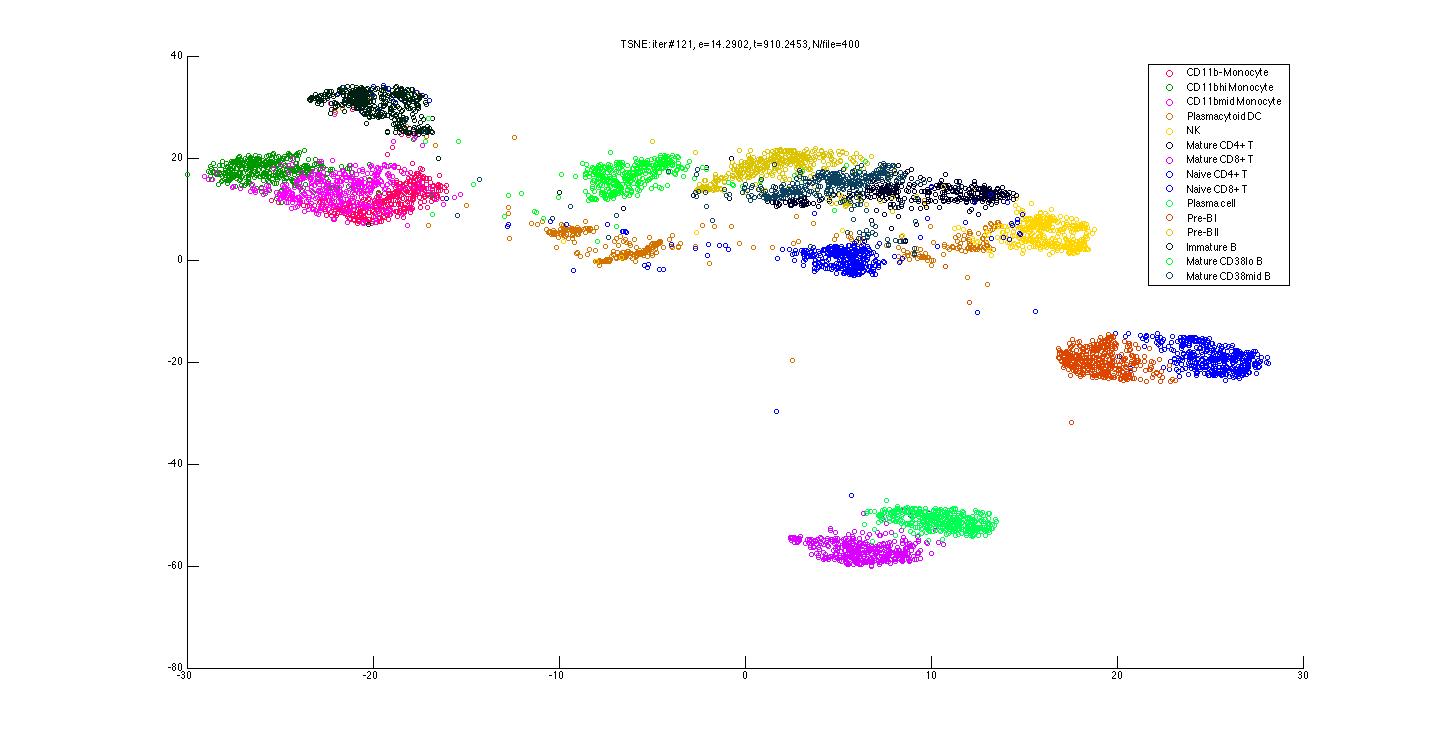 TSNE: iter#121, e=14.2902, t=910.2453, N/file=400
40
20
0
-20
-40
-60
-80
-30
-20
-10
0
10
20
30
CD11b-Monocyte
CD11bhi Monocyte
CD11bmid Monocyte
Plasmacytoid DC
NK
Mature CD4+ T
Mature CD8+ T
Naive CD4+ T
Naive CD8+ T
Plasma cell
Pre-B I
Pre-B II
Immature B
Mature CD38lo B
Mature CD38mid B